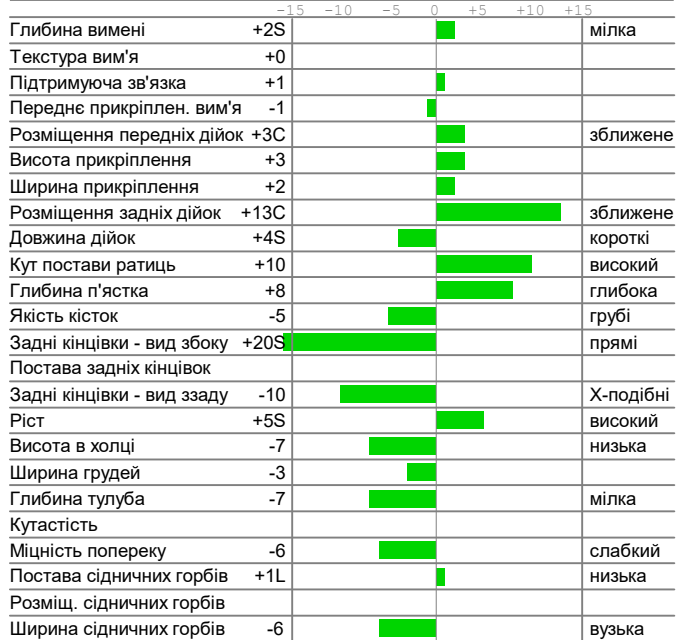 -15 -10 -5 0 +5 +10 +15
Глибина вимені +2S мілка
Текстура вим'я +0
Підтримуюча зв'язка +1
Переднє прикріплен. вим'я -1
Розміщення передніх дійок +3C зближене
Висота прикріплення +3
Ширина прикріплення +2
Розміщення задніх дійок +13C зближене
Довжина дійок +4S короткі
Кут постави ратиць +10 високий
Глибина п'ястка +8 глибока
Якість кісток -5 грубі
Задні кінцівки - вид збоку +20S прямі
Постава задніх кінцівок
Задні кінцівки - вид ззаду -10 Х-подібні
Ріст +5S високий
Висота в холці -7 низька
Ширина грудей -3
Глибина тулуба -7 мілка
Кутастість
Міцність попереку -6 слабкий
Постава сідничних горбів +1L низька
Розміщ. сідничних горбів
Ширина сідничних горбів -6 вузька